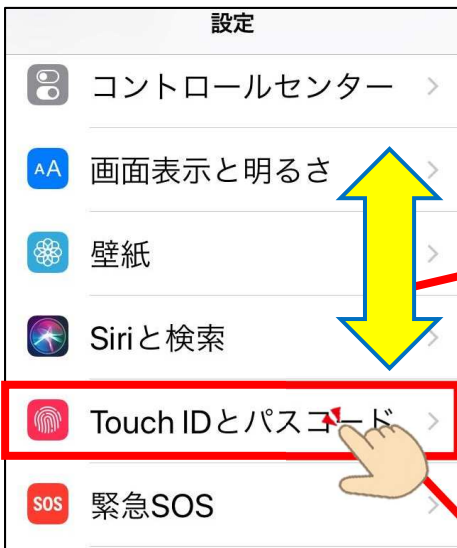 設定
コントロールセンター
AA 画面表示と明るさ
壁紙
Siriと検索
Touch IDとパスコード
SOS 緊急SOS